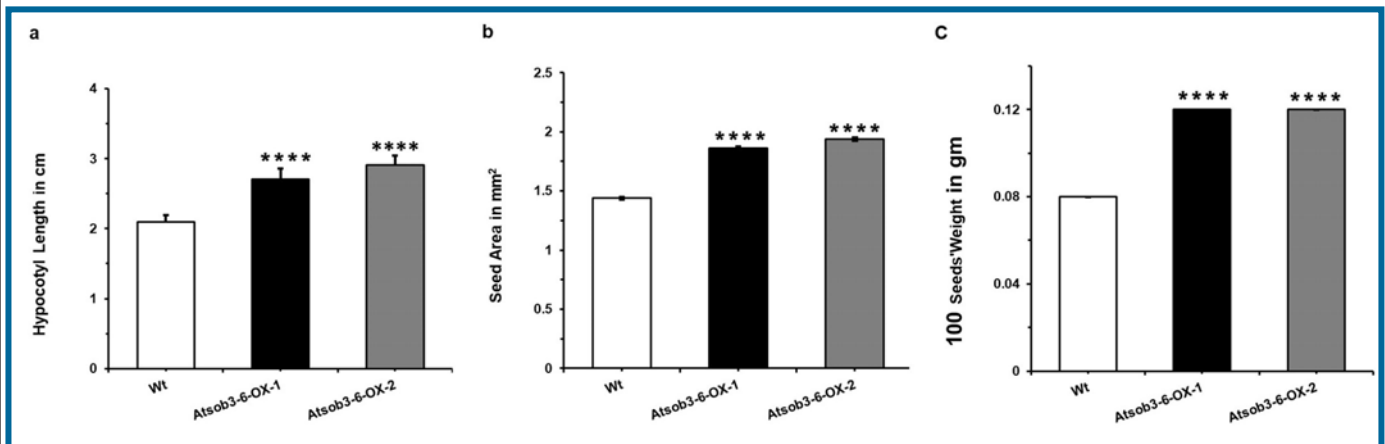 a
Hypocotyl Length in cm
4
3
2
1
0
****
****
Wt
Atsob3-6-OX-1
Atsob3-6-OX-2
b
Seed Area in mm²
2.5
2
1.5
1
0.5
0
****
****
Wt
Atsob3-6-OX-1
Atsob3-6-OX-2
C
100 Seeds'Weight in gm
0.12
0.08
0.04
0
****
****
Wt
Atsob3-6-OX-1
Atsob3-6-OX-2